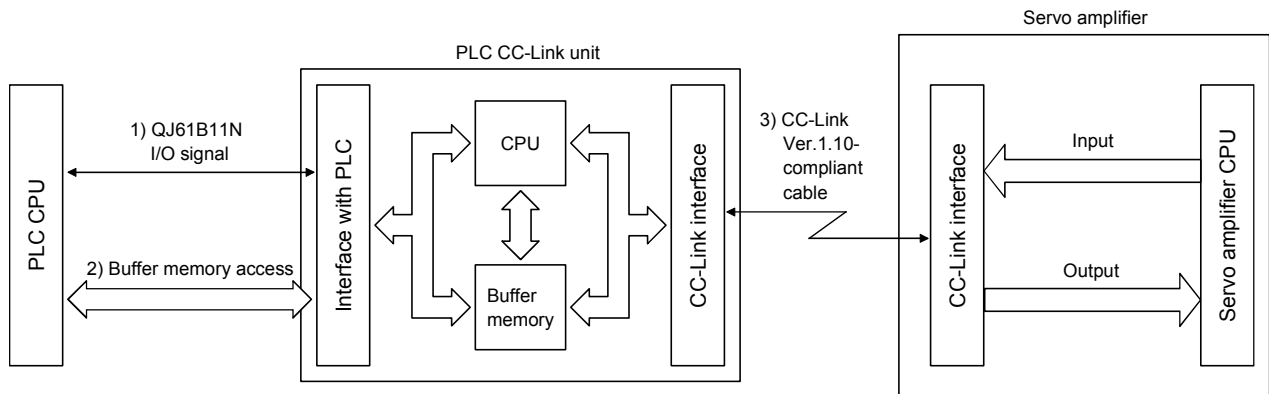 Servo amplifier
PLC CC-Link unit
PLC CPU
1) QJ61B11N
I/O signal
2) Buffer memory access
Interface with PLC
CPU
Buffer
memory
CC-Link interface
3) CC-Link
Ver.1.10-
compliant
cable
CC-Link interface
Input
Output
Servo amplifier CPU